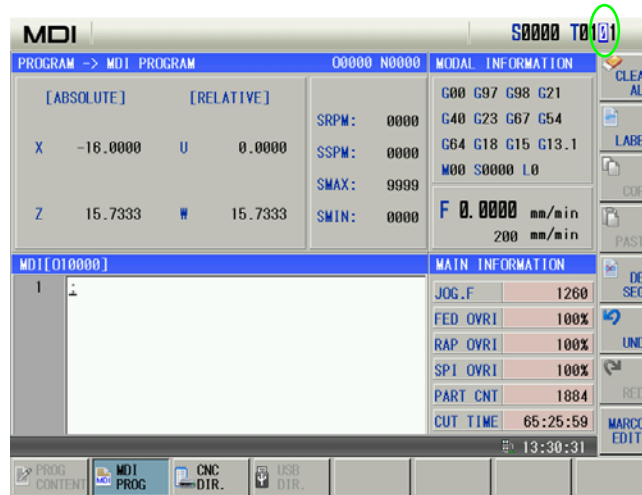 MDI S0000 T0101
PROGRAM -> MDI PROGRAM O0000 N0000
[ABSOLUTE] [RELATIVE]
X -16.0000 U 0.0000
Z 15.7333 W 15.7333
SRPM: 0000
SSPM: 0000
SMAX: 9999
SMIN: 0000
MODAL INFORMATION
G00 G97 G98 G21
G40 G23 G67 G54
G64 G18 G15 G13.1
M00 S0000 L0
F 0.0000 mm/min
200 mm/min
MDI[O10000]
1 ;
MAIN INFORMATION
JOG.F 1260
FED OVRI 100%
RAP OVRI 100%
SPI OVRI 100%
PART CNT 1884
CUT TIME 65:25:59
13:30:31
CLEA
AL
LABE
COP
PAST
DE
SEC
UND
RED
MARCO
EDIT
PROG
CONTENT
MDI
PROG
CNC
DIR.
USB
DIR.